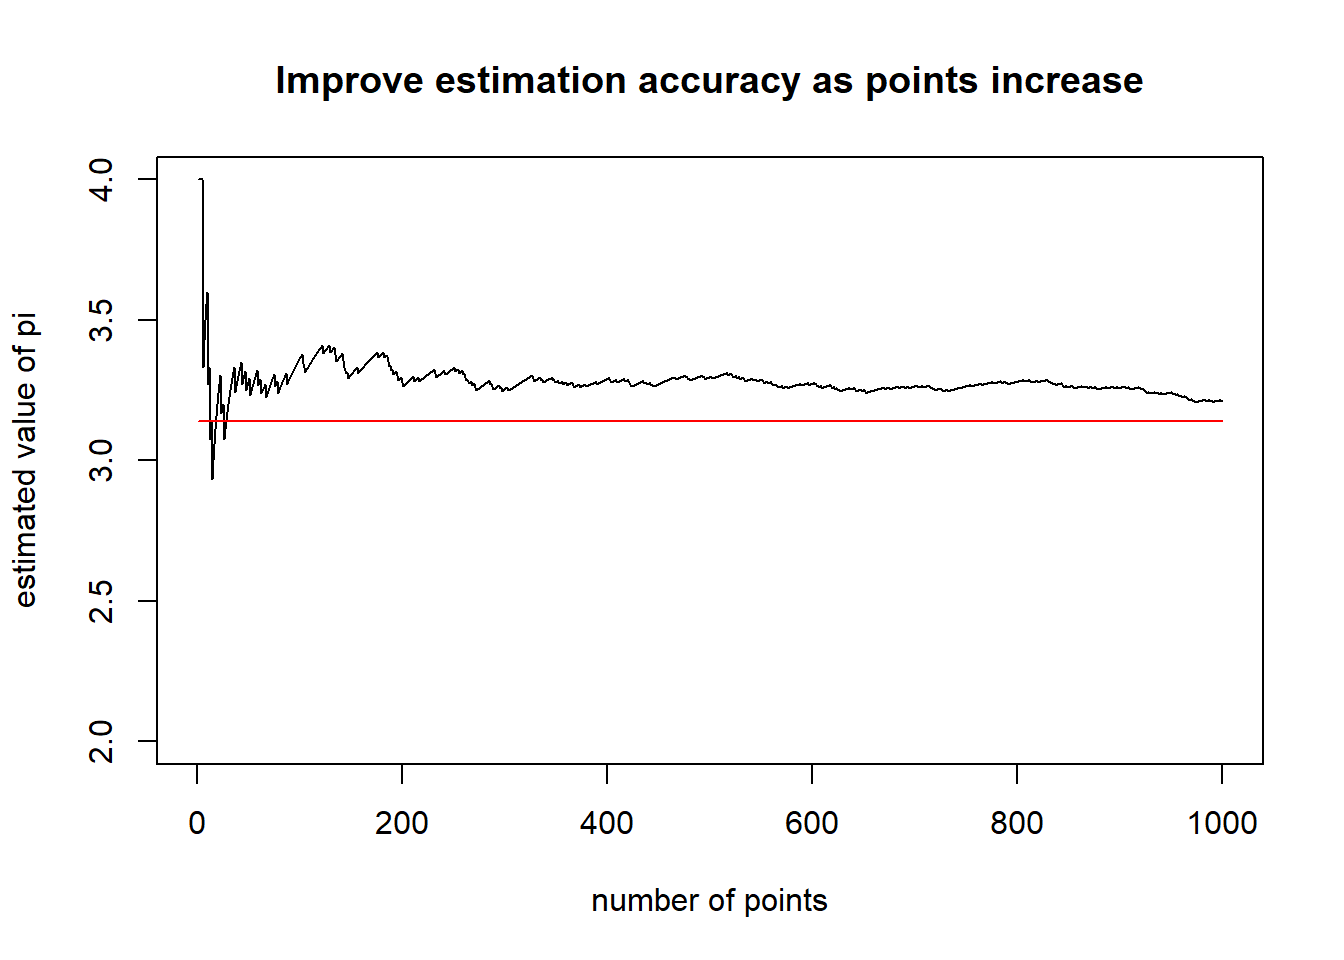 Improve estimation accuracy as points increase
estimated value of pi
4.0
3.5
3.0
2.5
2.0
0 200 400 600 800 1000
number of points